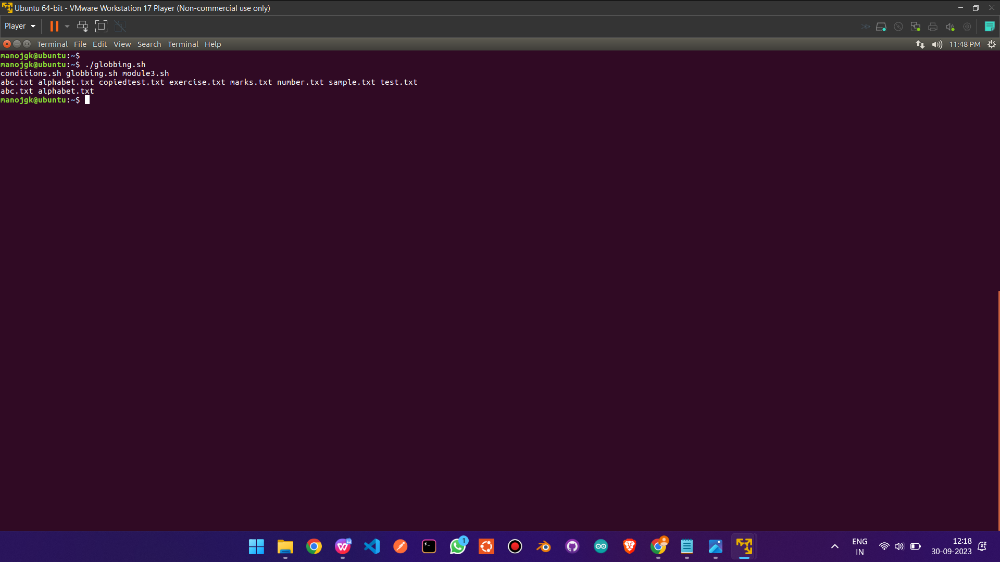 Ubuntu 64-bit - VMware Workstation 17 Player (Non-commercial use only)
Player
Terminal File Edit View Search Terminal Help
11:48 PM
manojgk@ubuntu:~$
manojgk@ubuntu:~$ ./globbing.sh
conditions.sh globbing.sh module3.sh
abc.txt alphabet.txt copiedtest.txt exercise.txt marks.txt number.txt sample.txt test.txt
abc.txt alphabet.txt
manojgk@ubuntu:~$
1
ENG
IN
12:18
30-09-2023